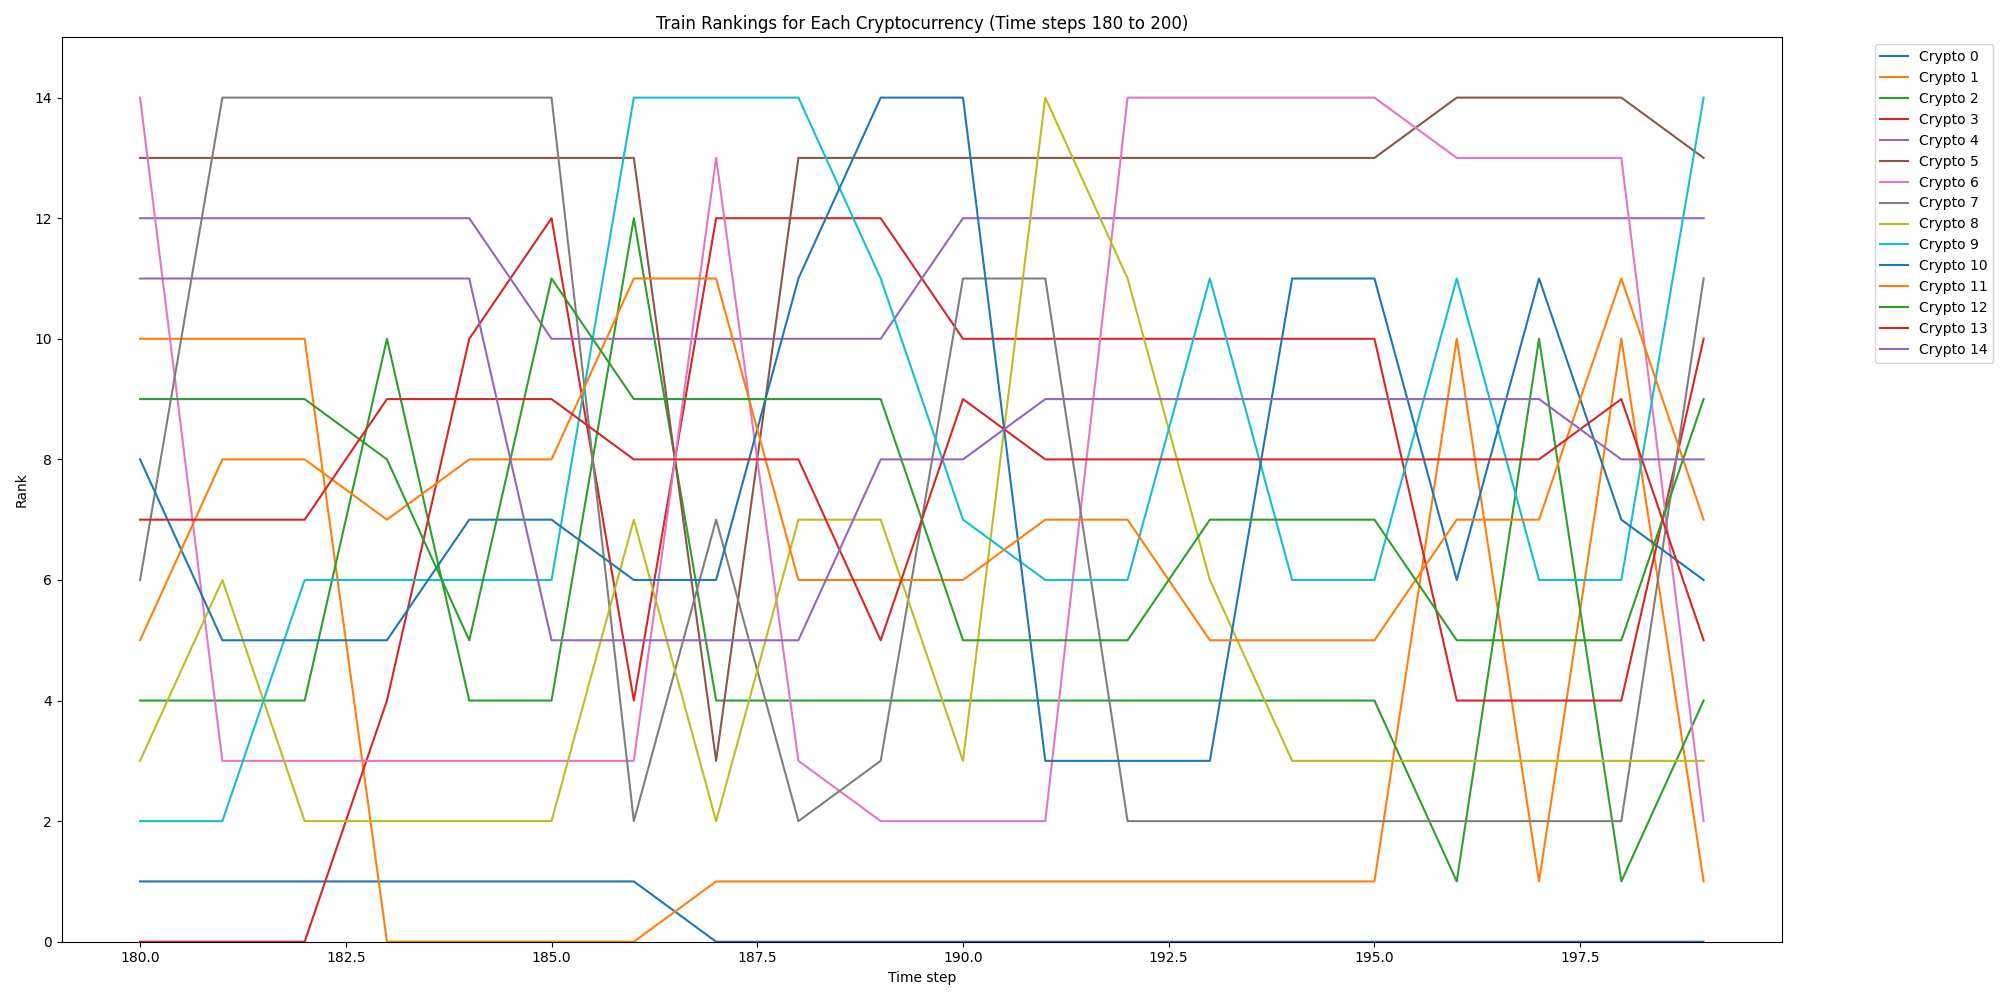 Train Rankings for Each Cryptocurrency (Time steps 180 to 200)
Rank
14
12
10
8
6
4
2
0
180.0
182.5
185.0
187.5
190.0
192.5
195.0
197.5
Time step
Crypto 0
Crypto 1
Crypto 2
Crypto 3
Crypto 4
Crypto 5
Crypto 6
Crypto 7
Crypto 8
Crypto 9
Crypto 10
Crypto 11
Crypto 12
Crypto 13
Crypto 14